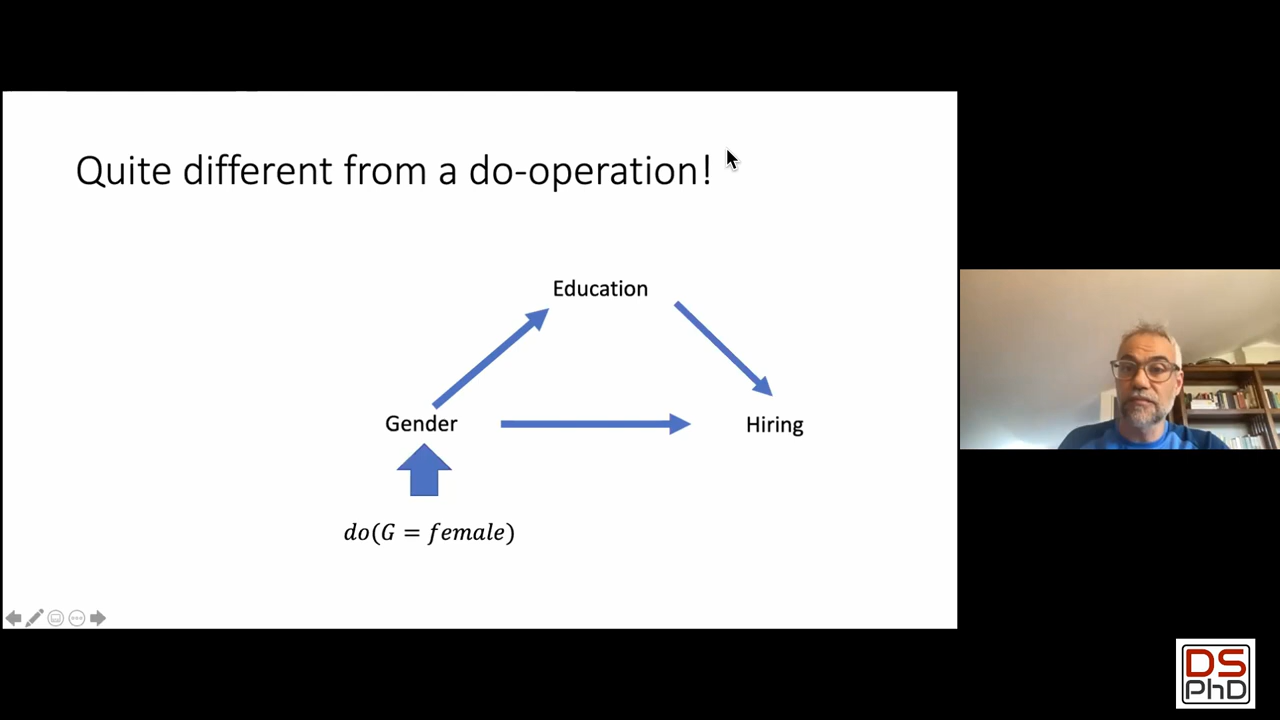 Quite different from a do-operation!
Education
Gender
Hiring
do(G = female)
DS
PhD